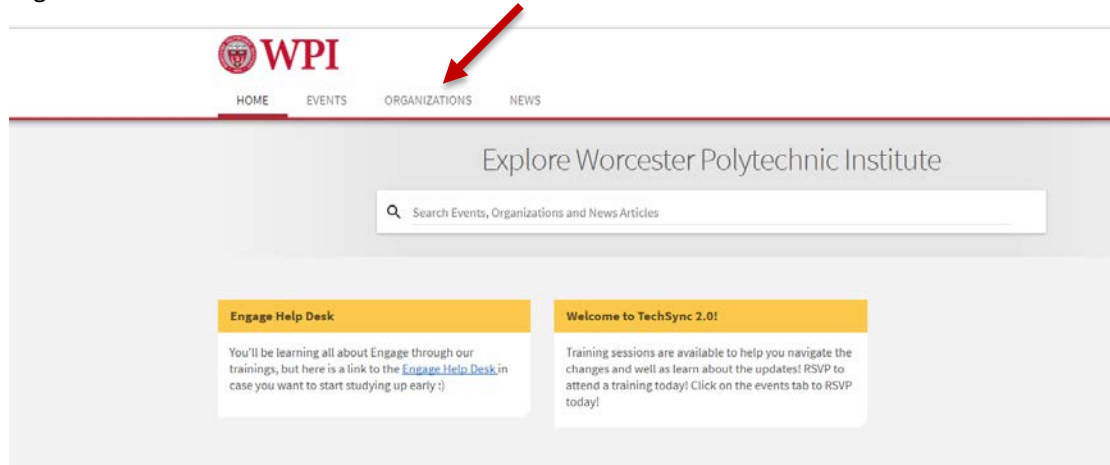 WPI
HOME EVENTS ORGANIZATIONS NEWS
Explore Worcester Polytechnic Institute
Search Events, Organizations and News Articles
Engage Help Desk
You'll be learning all about Engage through our
trainings, but here is a link to the Engage Help Desk in
case you want to start studying up early :)
Welcome to TechSync 2.0!
Training sessions are available to help you navigate the
changes and well as learn about the updates! RSVP to
attend a training today! Click on the events tab to RSVP
today!